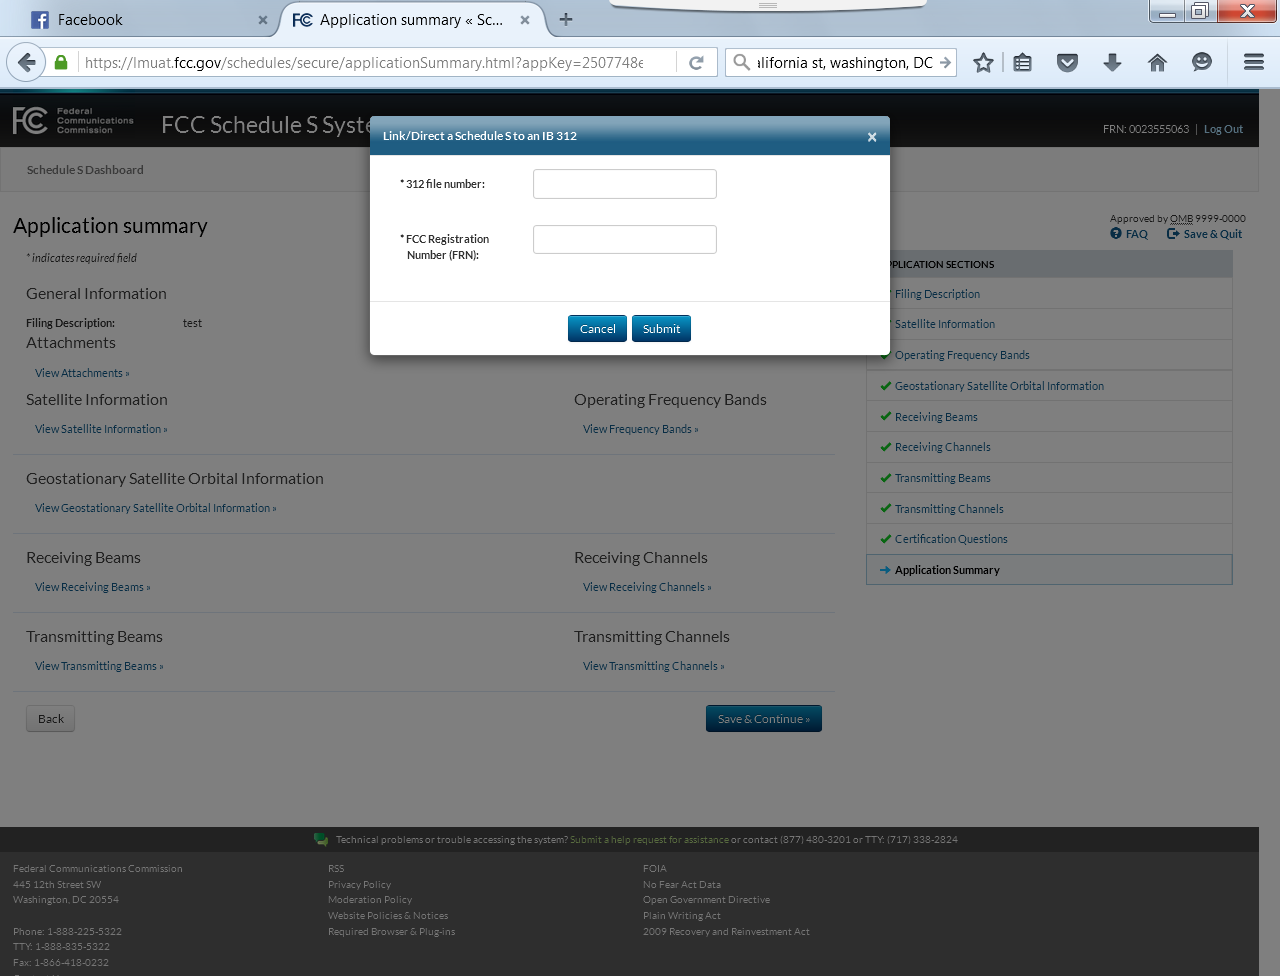 Facebook
Application summary « Sc...
https://lmuat.fcc.gov/schedules/secure/applicationSummary.html?appKey=2507748e
alifornia st, washington, DC
FCC Federal Communications Commission
FCC Schedule S Syste
FRN: 0023555063 | Log Out
Link/Direct a Schedule S to an IB 312
×
* 312 file number:
* FCC Registration
Number (FRN):
Cancel Submit
Schedule S Dashboard
Application summary
* indicates required field
Approved by OMB 9999-0000
FAQ Save & Quit
General Information
Filing Description: test
Attachments
View Attachments »
Satellite Information
View Satellite Information »
Operating Frequency Bands
View Frequency Bands »
Geostationary Satellite Orbital Information
View Geostationary Satellite Orbital Information »
Receiving Beams
View Receiving Beams »
Receiving Channels
View Receiving Channels »
Transmitting Beams
View Transmitting Beams »
Transmitting Channels
View Transmitting Channels »
Back
Save & Continue »
PPLICATION SECTIONS
Filing Description
Satellite Information
Operating Frequency Bands
Geostationary Satellite Orbital Information
Receiving Beams
Receiving Channels
Transmitting Beams
Transmitting Channels
Certification Questions
Application Summary
Technical problems or trouble accessing the system? Submit a help request for assistance or contact (877) 480-3201 or TTY: (717) 338-2824
Federal Communications Commission
445 12th Street SW
Washington, DC 20554
Phone: 1-888-225-5322
TTY: 1-888-835-5322
Fax: 1-866-418-0232
RSS
Privacy Policy
Moderation Policy
Website Policies & Notices
Required Browser & Plug-ins
FOIA
No Fear Act Data
Open Government Directive
Plain Writing Act
2009 Recovery and Reinvestment Act